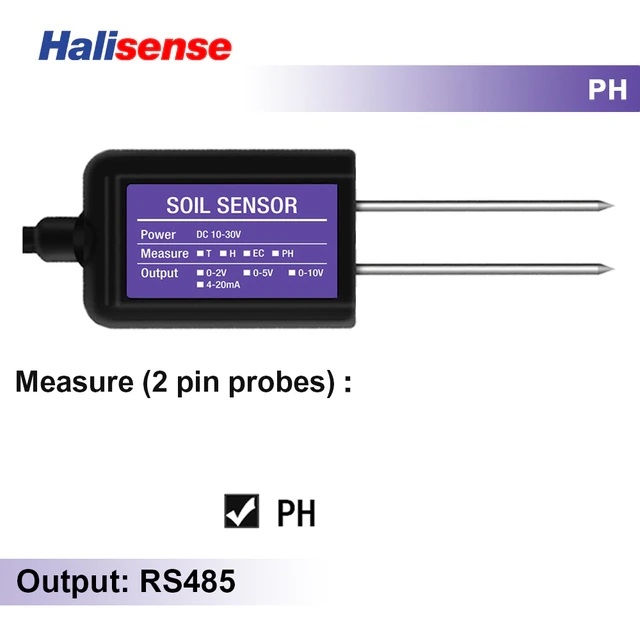 Halisense
PH
SOIL SENSOR
Power DC 10-30V
Measure ■ T ■ H ■ EC ■ PH
Output ■ 0-2V ■ 0-5V ■ 0-10V
■ 4-20mA
Measure (2 pin probes) :
PH
Output: RS485